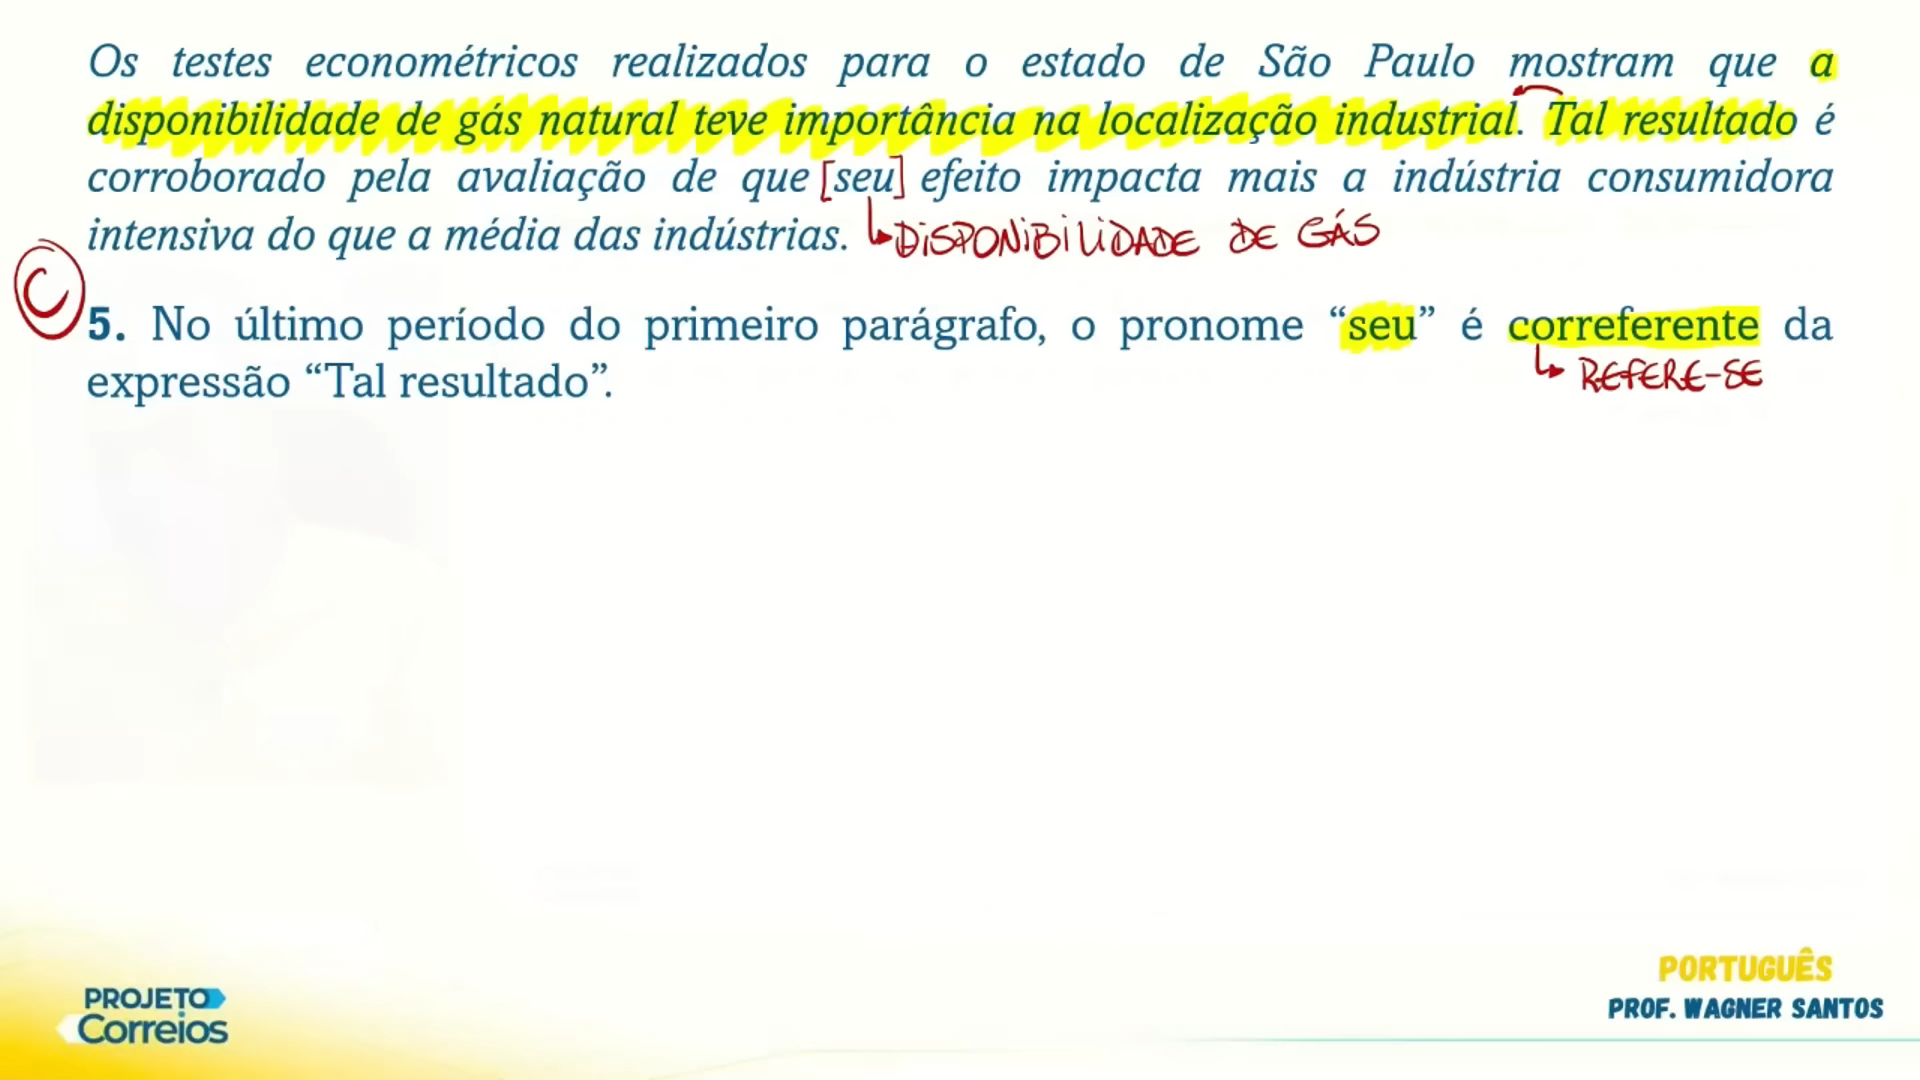 Os testes econométricos realizados para o estado de São Paulo mostram que a
disponibilidade de gás natural teve importância na localização industrial. Tal resultado é
corroborado pela avaliação de que [seu] efeito impacta mais a indústria consumidora
intensiva do que a média das indústrias. DISPONIBILIDADE DE GÁS
C
5. No último período do primeiro parágrafo, o pronome “seu” é correferente da
expressão “Tal resultado”. REFERE-SE
PORTUGUÊS
PROF. WAGNER SANTOS
PROJETO
Correios